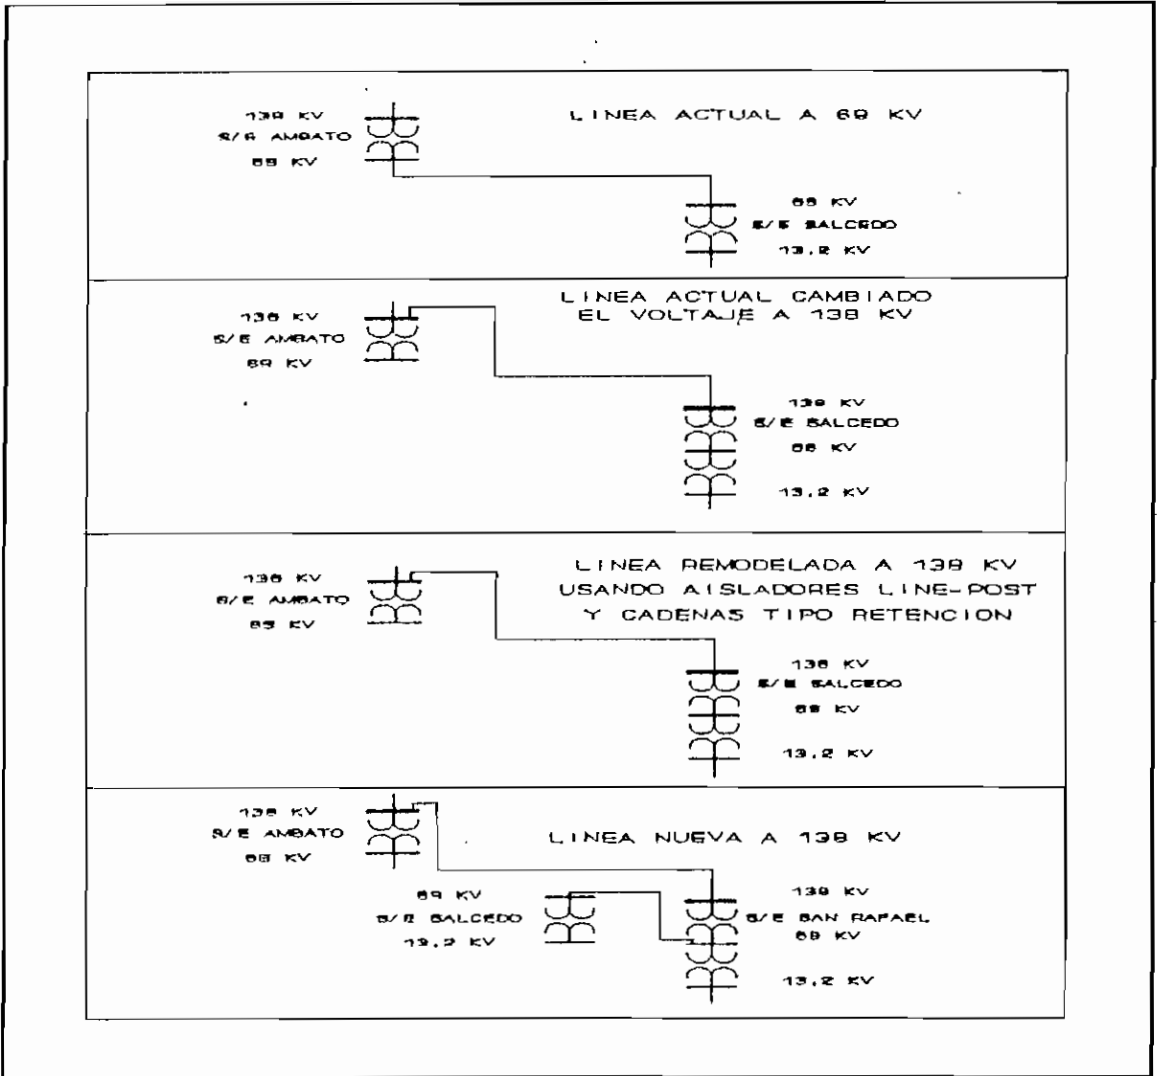 138 KV
S/E AMBATO
69 KV
LINEA ACTUAL A 69 KV
69 KV
S/E SALCEDO
13.2 KV
LINEA ACTUAL CAMBIADO
EL VOLTAJE A 138 KV
138 KV
S/E AMBATO
69 KV
138 KV
S/E SALCEDO
69 KV
13.2 KV
LINEA REMODELADA A 138 KV
USANDO AISLADORES LINE-POST
Y CADENAS TIPO RETENCION
138 KV
S/E AMBATO
69 KV
138 KV
S/E SALCEDO
69 KV
13.2 KV
138 KV
S/E AMBATO
69 KV
LINEA NUEVA A 138 KV
69 KV
S/E SALCEDO
13.2 KV
138 KV
S/E SAN RAFAEL
69 KV
13.2 KV